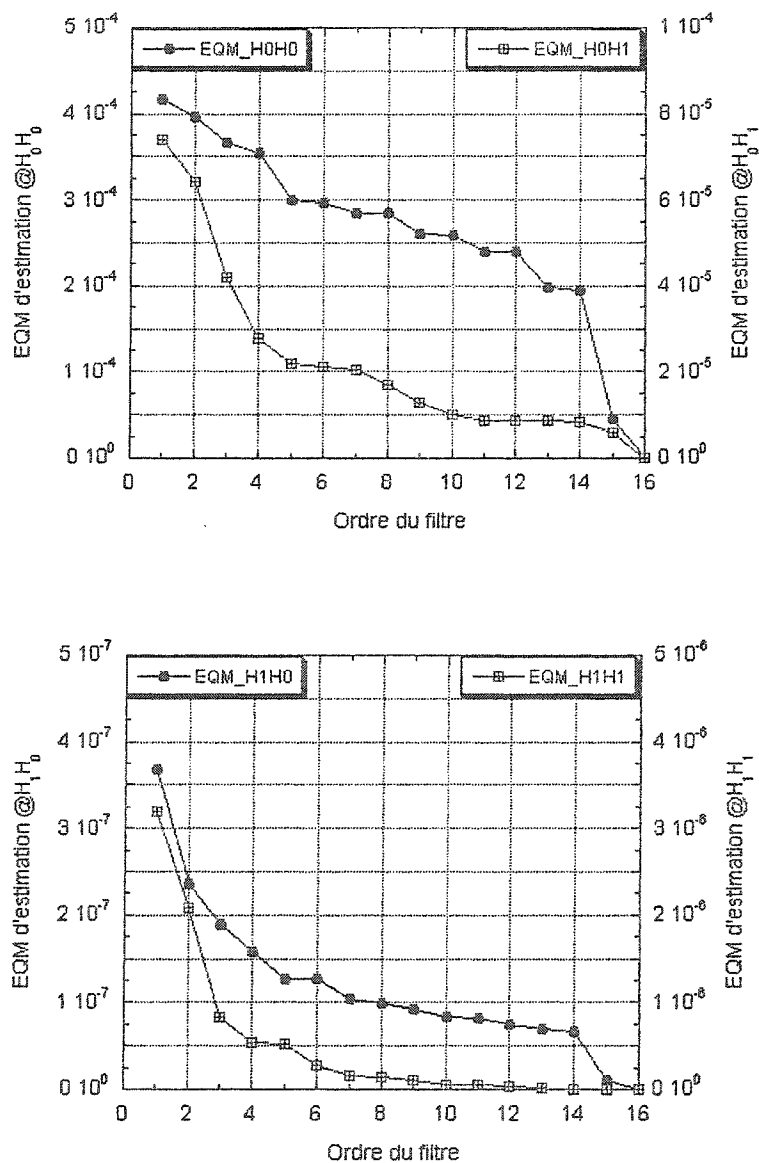 5 10⁻⁴
4 10⁻⁴
3 10⁻⁴
2 10⁻⁴
1 10⁻⁴
0 10⁰
EQM d'estimation @H₀H₀
EQM_H0H0
EQM_H0H1
1 10⁻⁴
8 10⁻⁵
6 10⁻⁵
4 10⁻⁵
2 10⁻⁵
0 10⁰
EQM d'estimation @H₀H₁
0 2 4 6 8 10 12 14 16
Ordre du filtre
5 10⁻⁷
4 10⁻⁷
3 10⁻⁷
2 10⁻⁷
1 10⁻⁷
0 10⁰
EQM d'estimation @H₁H₀
EQM_H1H0
EQM_H1H1
5 10⁻⁶
4 10⁻⁶
3 10⁻⁶
2 10⁻⁶
1 10⁻⁶
0 10⁰
EQM d'estimation @H₁H₁
0 2 4 6 8 10 12 14 16
Ordre du filtre